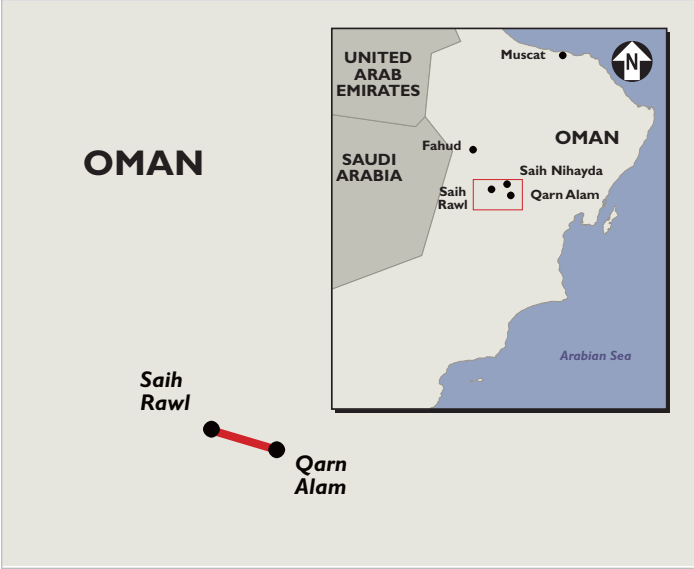 OMAN
Saih
Rawl
Qarn
Alam
UNITED
ARAB
EMIRATES
SAUDI
ARABIA
Muscat
N
OMAN
Fahud
Saih Nihayda
Saih
Rawl
Qarn Alam
Arabian Sea